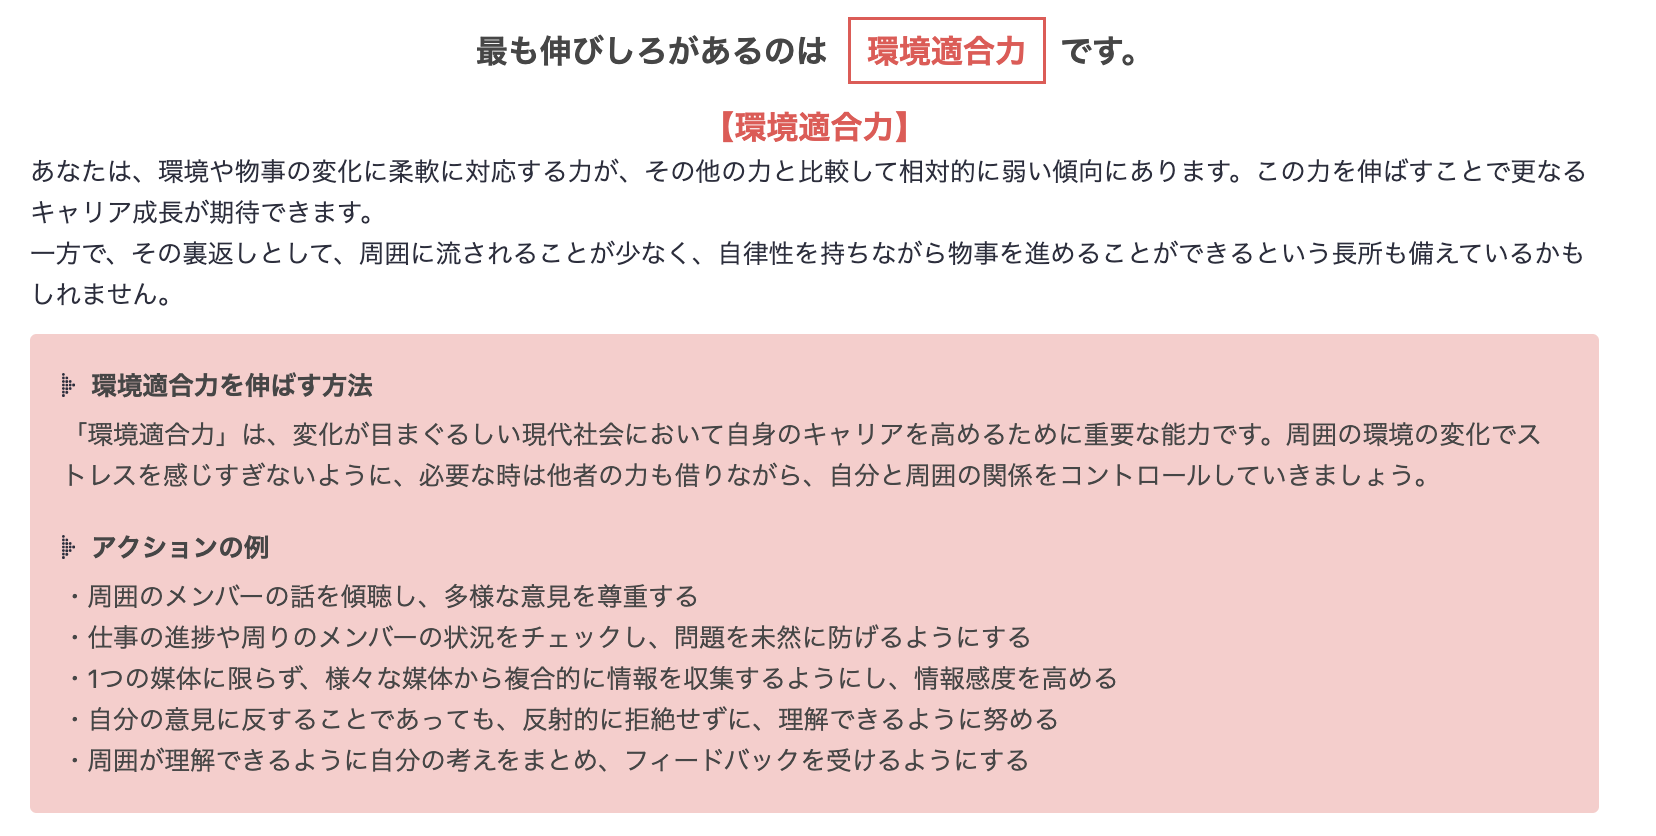 最も伸びしろがあるのは 環境適合力 です。
【環境適合力】
あなたは、環境や物事の変化に柔軟に対応する力が、その他の力と比較して相対的に弱い傾向にあります。この力を伸ばすことで更なる
キャリア成長が期待できます。
一方で、その裏返しとして、周囲に流されることが少なく、自律性を持ちながら物事を進めることができるという長所も備えているかも
しれません。
環境適合力を伸ばす方法
「環境適合力」は、変化が目まぐるしい現代社会において自身のキャリアを高めるために重要な能力です。周囲の環境の変化でス
トレスを感じすぎないように、必要な時は他者の力も借りながら、自分と周囲の関係をコントロールしていきましょう。
アクションの例
・周囲のメンバーの話を傾聴し、多様な意見を尊重する
・仕事の進捗や周りのメンバーの状況をチェックし、問題を未然に防げるようにする
・1つの媒体に限らず、様々な媒体から複合的に情報を収集するようにし、情報感度を高める
・自分の意見に反することであっても、反射的に拒絶せずに、理解できるように努める
・周囲が理解できるように自分の考えをまとめ、フィードバックを受けるようにする